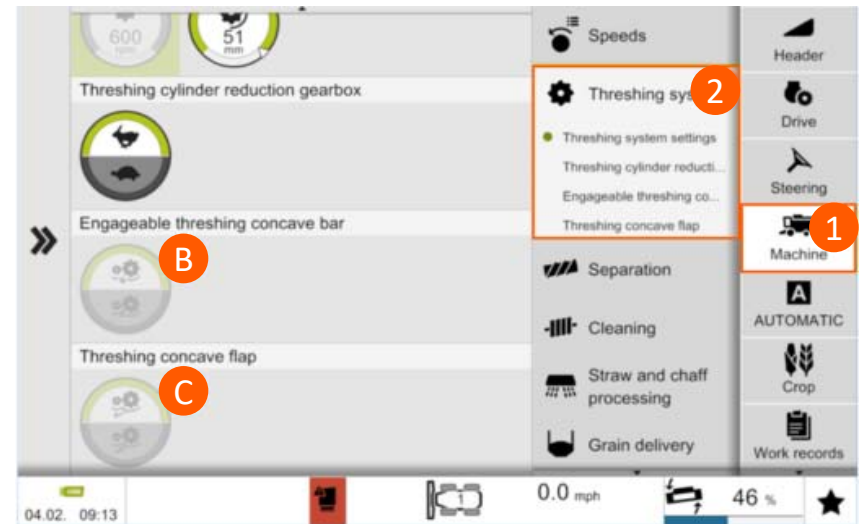 600
rpm
51
mm
Threshing cylinder reduction gearbox
Engageable threshing concave bar
B
Threshing concave flap
C
Speeds
Threshing sys
2
Threshing system settings
Threshing cylinder reducti...
Engageable threshing co...
Threshing concave flap
Separation
Cleaning
Straw and chaff
processing
Grain delivery
Header
Drive
Steering
1
Machine
A
AUTOMATIC
Crop
Work records
04.02. 09:13
1
0.0 mph
46 %